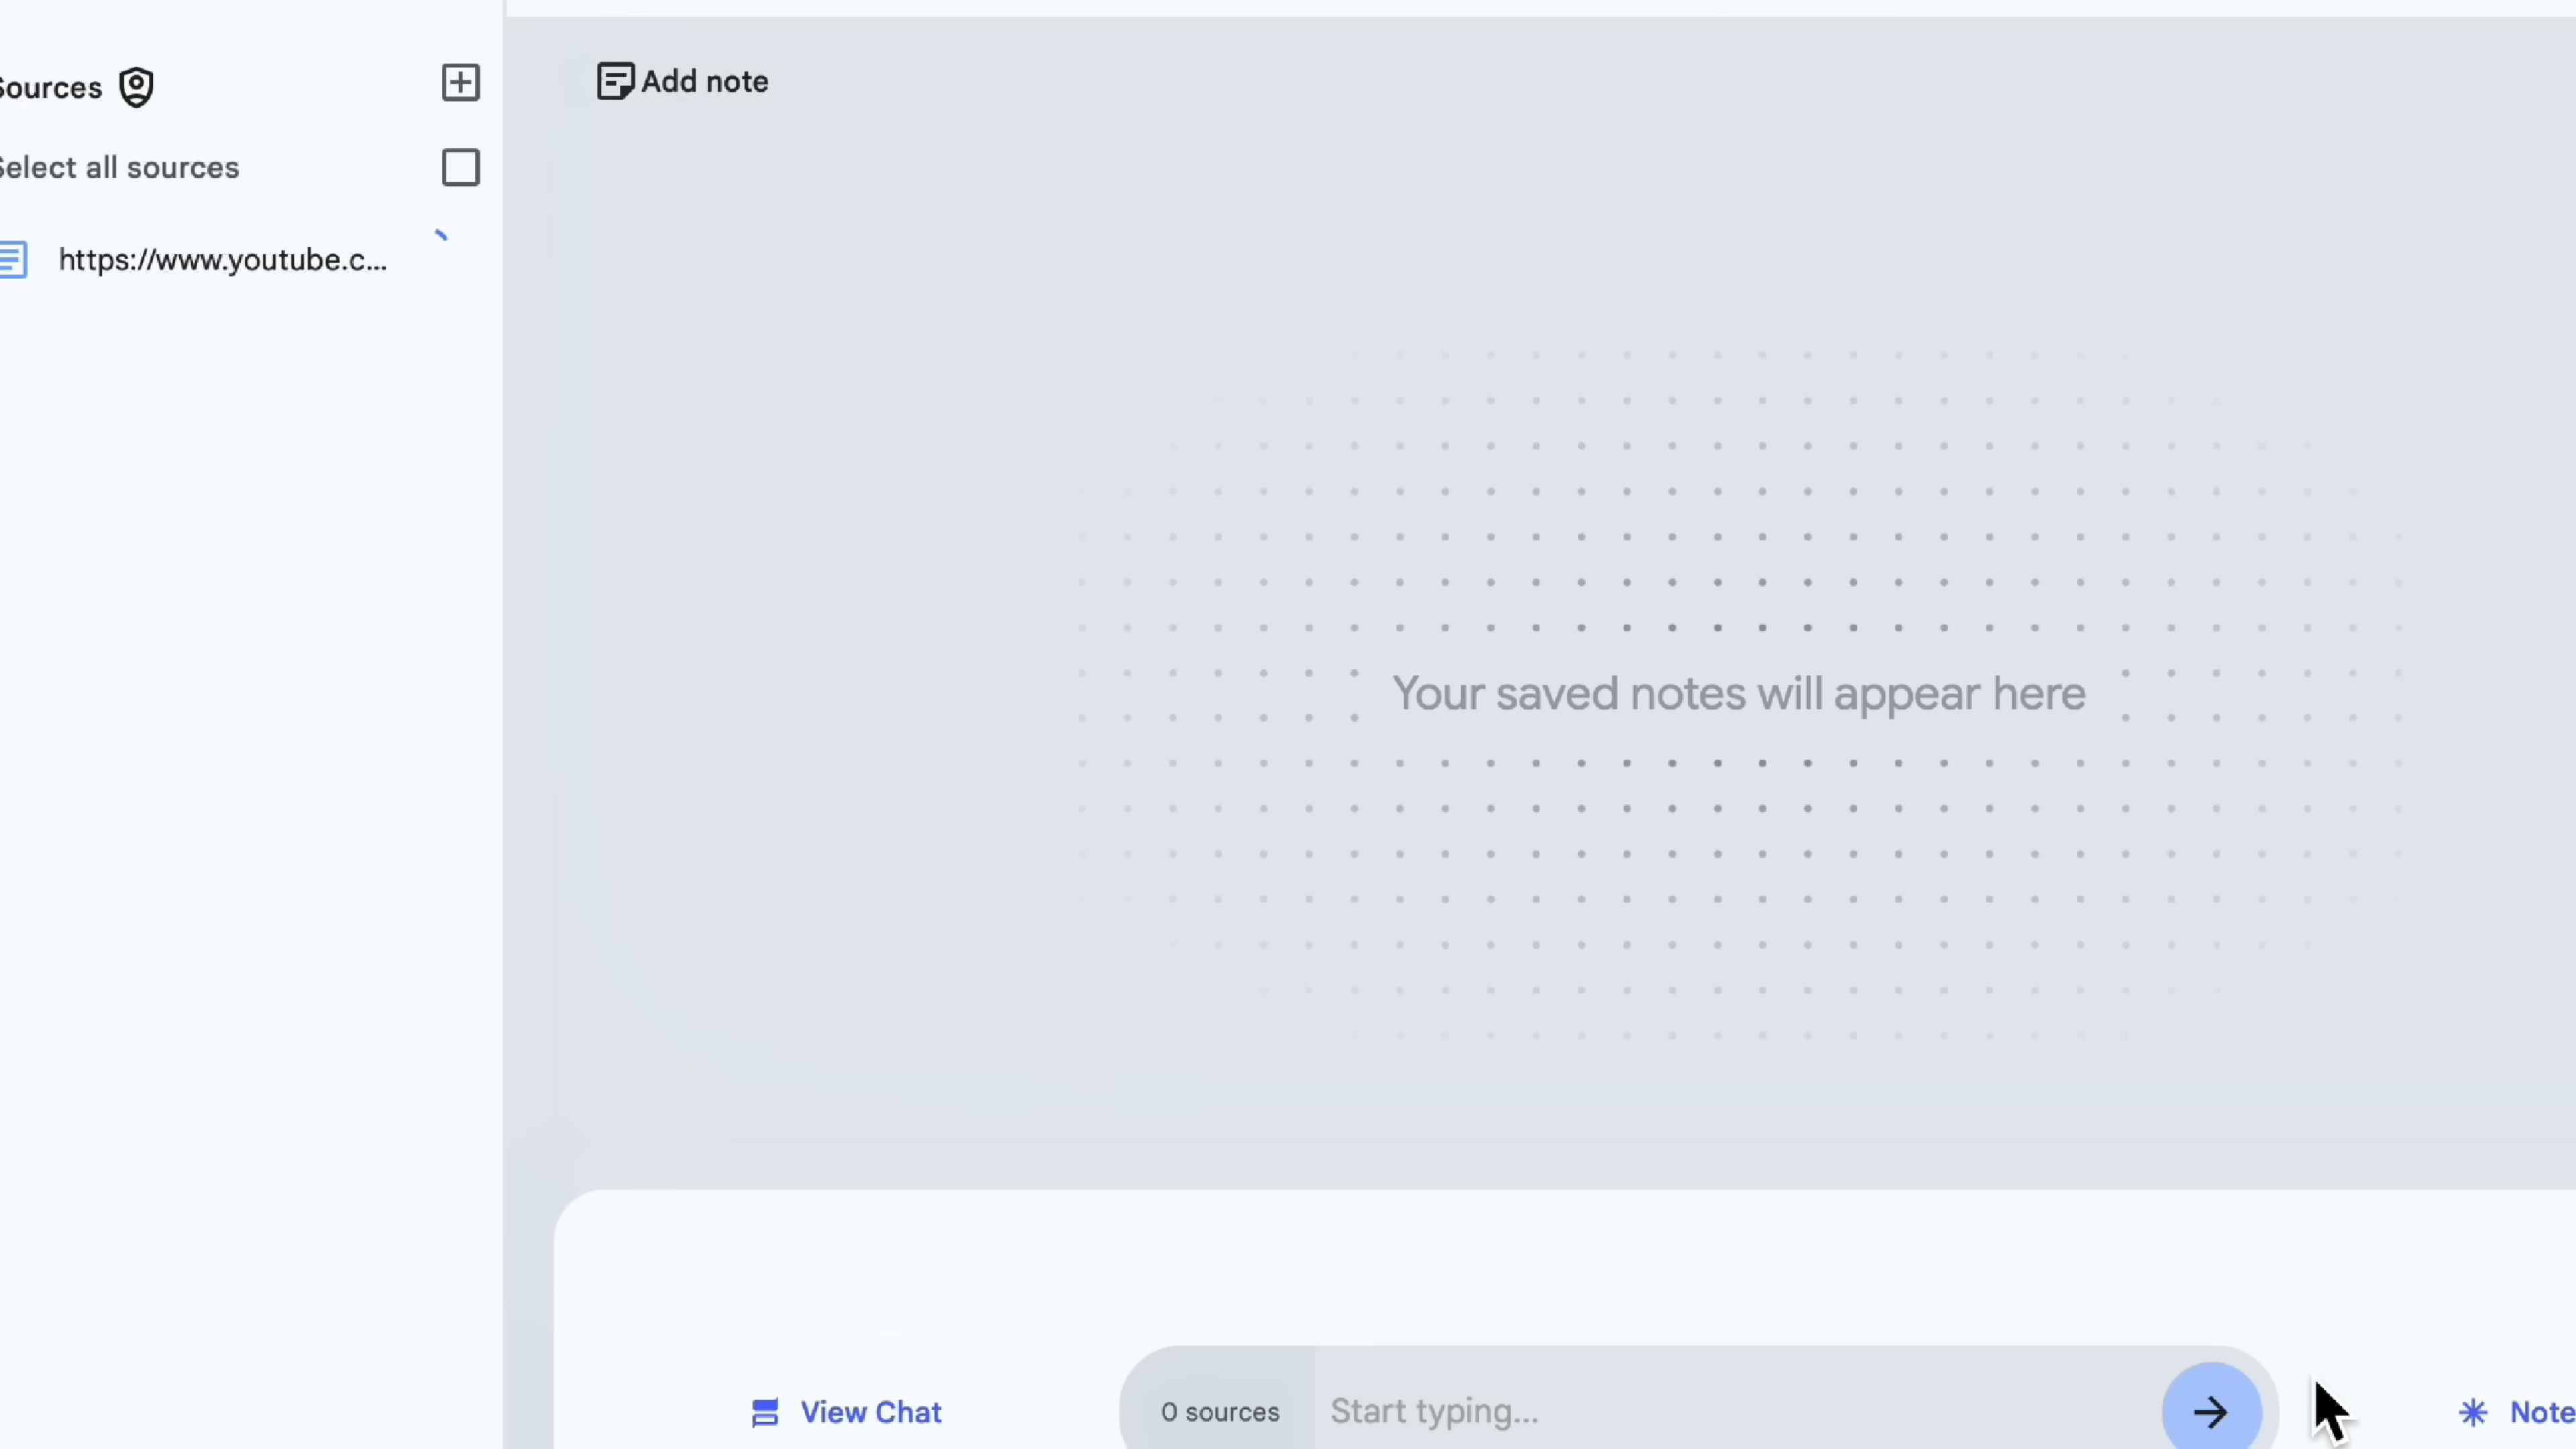 Sources
Select all sources
https://www.youtube.c...
Add note
Your saved notes will appear here
View Chat
0 sources
Start typing...
Note